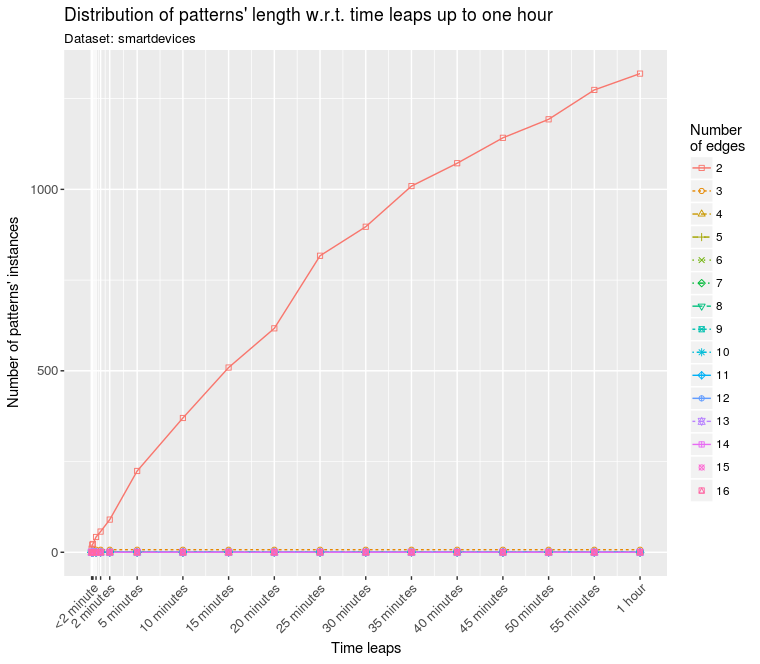 Distribution of patterns' length w.r.t. time leaps up to one hour
Dataset: smartdevices
Number of patterns' instances
1000
500
0
<2 minute
2 minutes
5 minutes
10 minutes
15 minutes
20 minutes
25 minutes
30 minutes
35 minutes
40 minutes
45 minutes
50 minutes
55 minutes
1 hour
Time leaps
Number
of edges
2
3
4
5
6
7
8
9
10
11
12
13
14
15
16